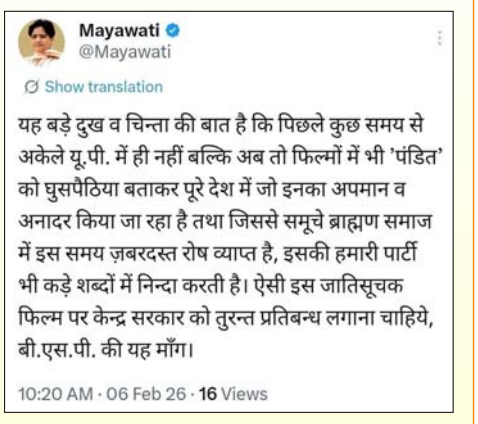 Mayawati
@Mayawati
Show translation
यह बड़े दुख व चिन्ता की बात है कि पिछले कुछ समय से
अकेले यू.पी. में ही नहीं बल्कि अब तो फिल्मों में भी 'पंडित'
को घुसपैठिया बताकर पूरे देश में जो इनका अपमान व
अनादर किया जा रहा है तथा जिससे समूचे ब्राह्मण समाज
में इस समय ज़बरदस्त रोष व्याप्त है, इसकी हमारी पार्टी
भी कड़े शब्दों में निन्दा करती है। ऐसी इस जातिसूचक
फिल्म पर केन्द्र सरकार को तुरन्त प्रतिबन्ध लगाना चाहिये,
बी.एस.पी. की यह माँग।
10:20 AM · 06 Feb 26 · 16 Views